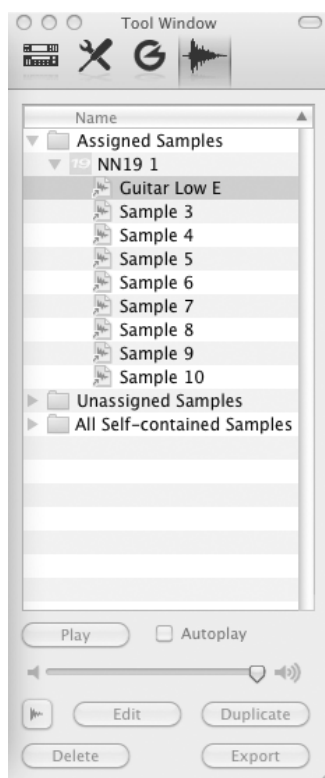 Tool Window
Name
Assigned Samples
19 NN19 1
Guitar Low E
Sample 3
Sample 4
Sample 5
Sample 6
Sample 7
Sample 8
Sample 9
Sample 10
Unassigned Samples
All Self-contained Samples
Play Autoplay
Edit Duplicate
Delete Export